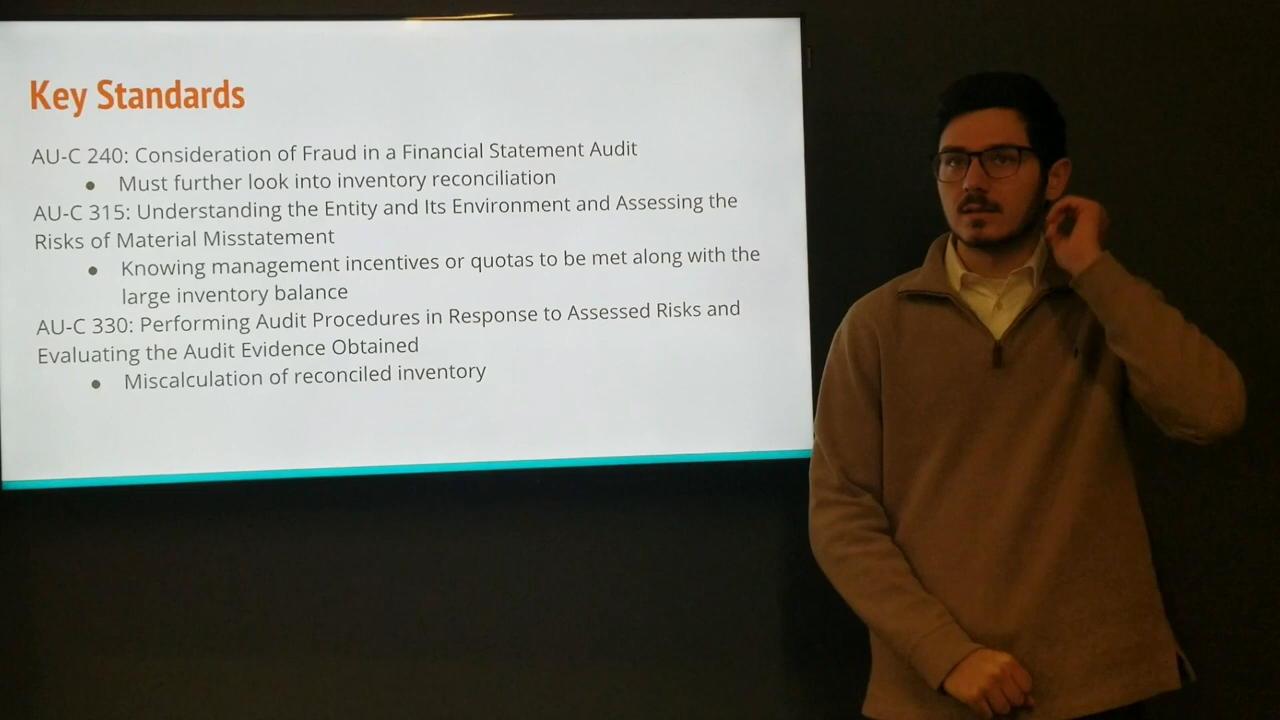 Key Standards
AU-C 240: Consideration of Fraud in a Financial Statement Audit
● Must further look into inventory reconciliation
AU-C 315: Understanding the Entity and Its Environment and Assessing the
Risks of Material Misstatement
● Knowing management incentives or quotas to be met along with the
large inventory balance
AU-C 330: Performing Audit Procedures in Response to Assessed Risks and
Evaluating the Audit Evidence Obtained
● Miscalculation of reconciled inventory